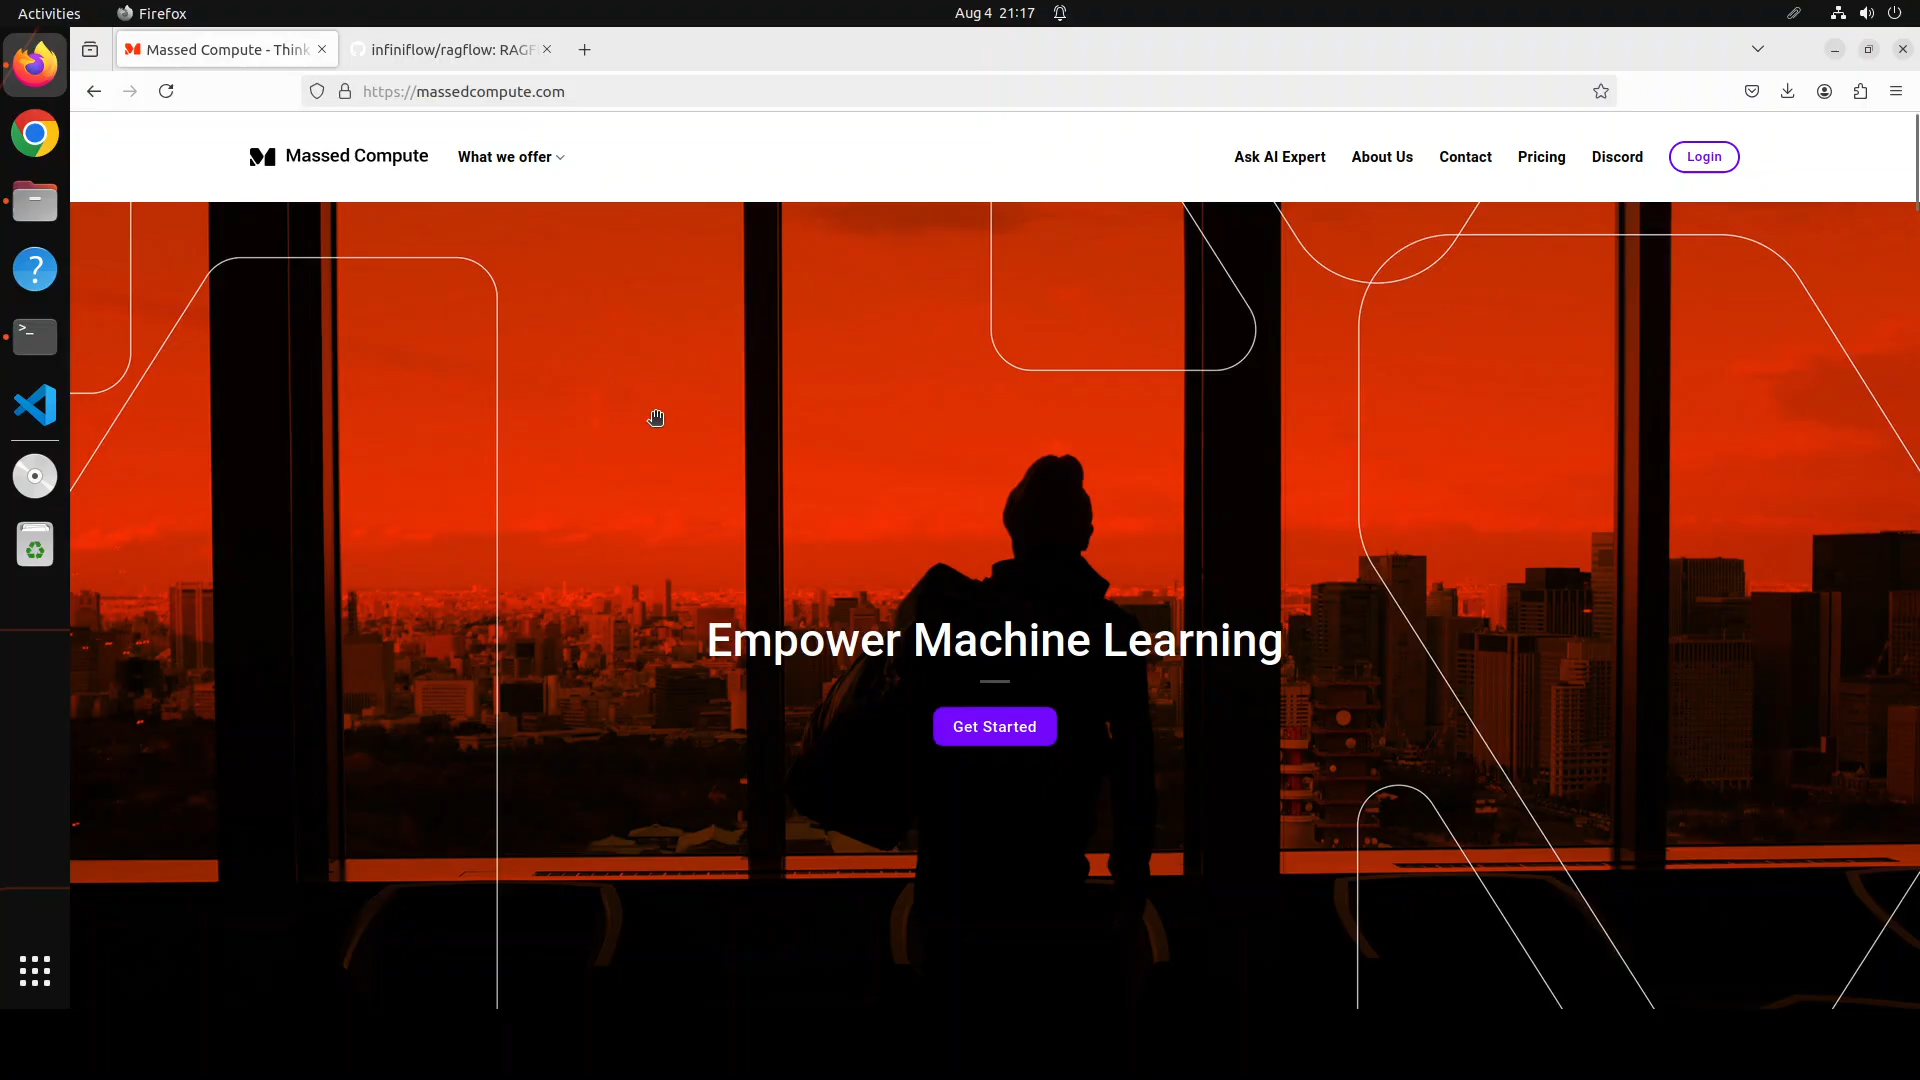 Activities
Firefox
Aug 4 21:17
Massed Compute - Think
infiniflow/ragflow: RAGF
https://massedcompute.com
Massed Compute
What we offer
Ask AI Expert
About Us
Contact
Pricing
Discord
Login
Empower Machine Learning
Get Started